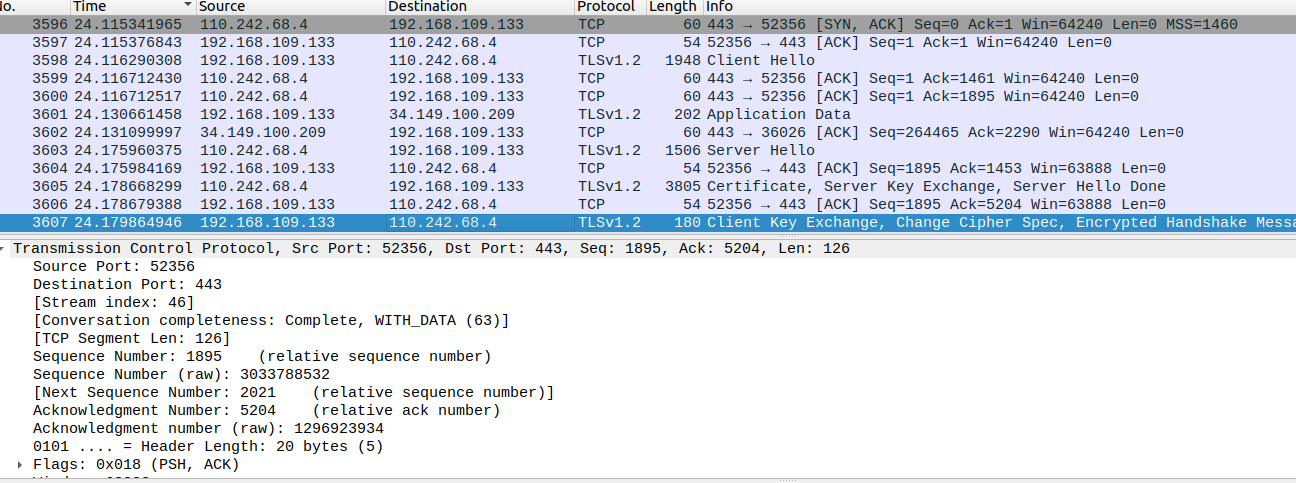 No. Time Source Destination Protocol Length Info
3596 24.115341965 110.242.68.4 192.168.109.133 TCP 60 443 → 52356 [SYN, ACK] Seq=0 Ack=1 Win=64240 Len=0 MSS=1460
3597 24.115376843 192.168.109.133 110.242.68.4 TCP 54 52356 → 443 [ACK] Seq=1 Ack=1 Win=64240 Len=0
3598 24.116290308 192.168.109.133 110.242.68.4 TLSv1.2 1948 Client Hello
3599 24.116712430 110.242.68.4 192.168.109.133 TCP 60 443 → 52356 [ACK] Seq=1 Ack=1461 Win=64240 Len=0
3600 24.116712517 110.242.68.4 192.168.109.133 TCP 60 443 → 52356 [ACK] Seq=1 Ack=1895 Win=64240 Len=0
3601 24.130661458 192.168.109.133 34.149.100.209 TLSv1.2 202 Application Data
3602 24.131099997 34.149.100.209 192.168.109.133 TCP 60 443 → 36026 [ACK] Seq=264465 Ack=2290 Win=64240 Len=0
3603 24.175960375 110.242.68.4 192.168.109.133 TLSv1.2 1506 Server Hello
3604 24.175984169 192.168.109.133 110.242.68.4 TCP 54 52356 → 443 [ACK] Seq=1895 Ack=1453 Win=63888 Len=0
3605 24.178668299 110.242.68.4 192.168.109.133 TLSv1.2 3805 Certificate, Server Key Exchange, Server Hello Done
3606 24.178679388 192.168.109.133 110.242.68.4 TCP 54 52356 → 443 [ACK] Seq=1895 Ack=5204 Win=63888 Len=0
3607 24.179864946 192.168.109.133 110.242.68.4 TLSv1.2 180 Client Key Exchange, Change Cipher Spec, Encrypted Handshake Messa
Transmission Control Protocol, Src Port: 52356, Dst Port: 443, Seq: 1895, Ack: 5204, Len: 126
Source Port: 52356
Destination Port: 443
[Stream index: 46]
[Conversation completeness: Complete, WITH_DATA (63)]
[TCP Segment Len: 126]
Sequence Number: 1895 (relative sequence number)
Sequence Number (raw): 3033788532
[Next Sequence Number: 2021 (relative sequence number)]
Acknowledgment Number: 5204 (relative ack number)
Acknowledgment number (raw): 1296923934
0101 .... = Header Length: 20 bytes (5)
Flags: 0x018 (PSH, ACK)